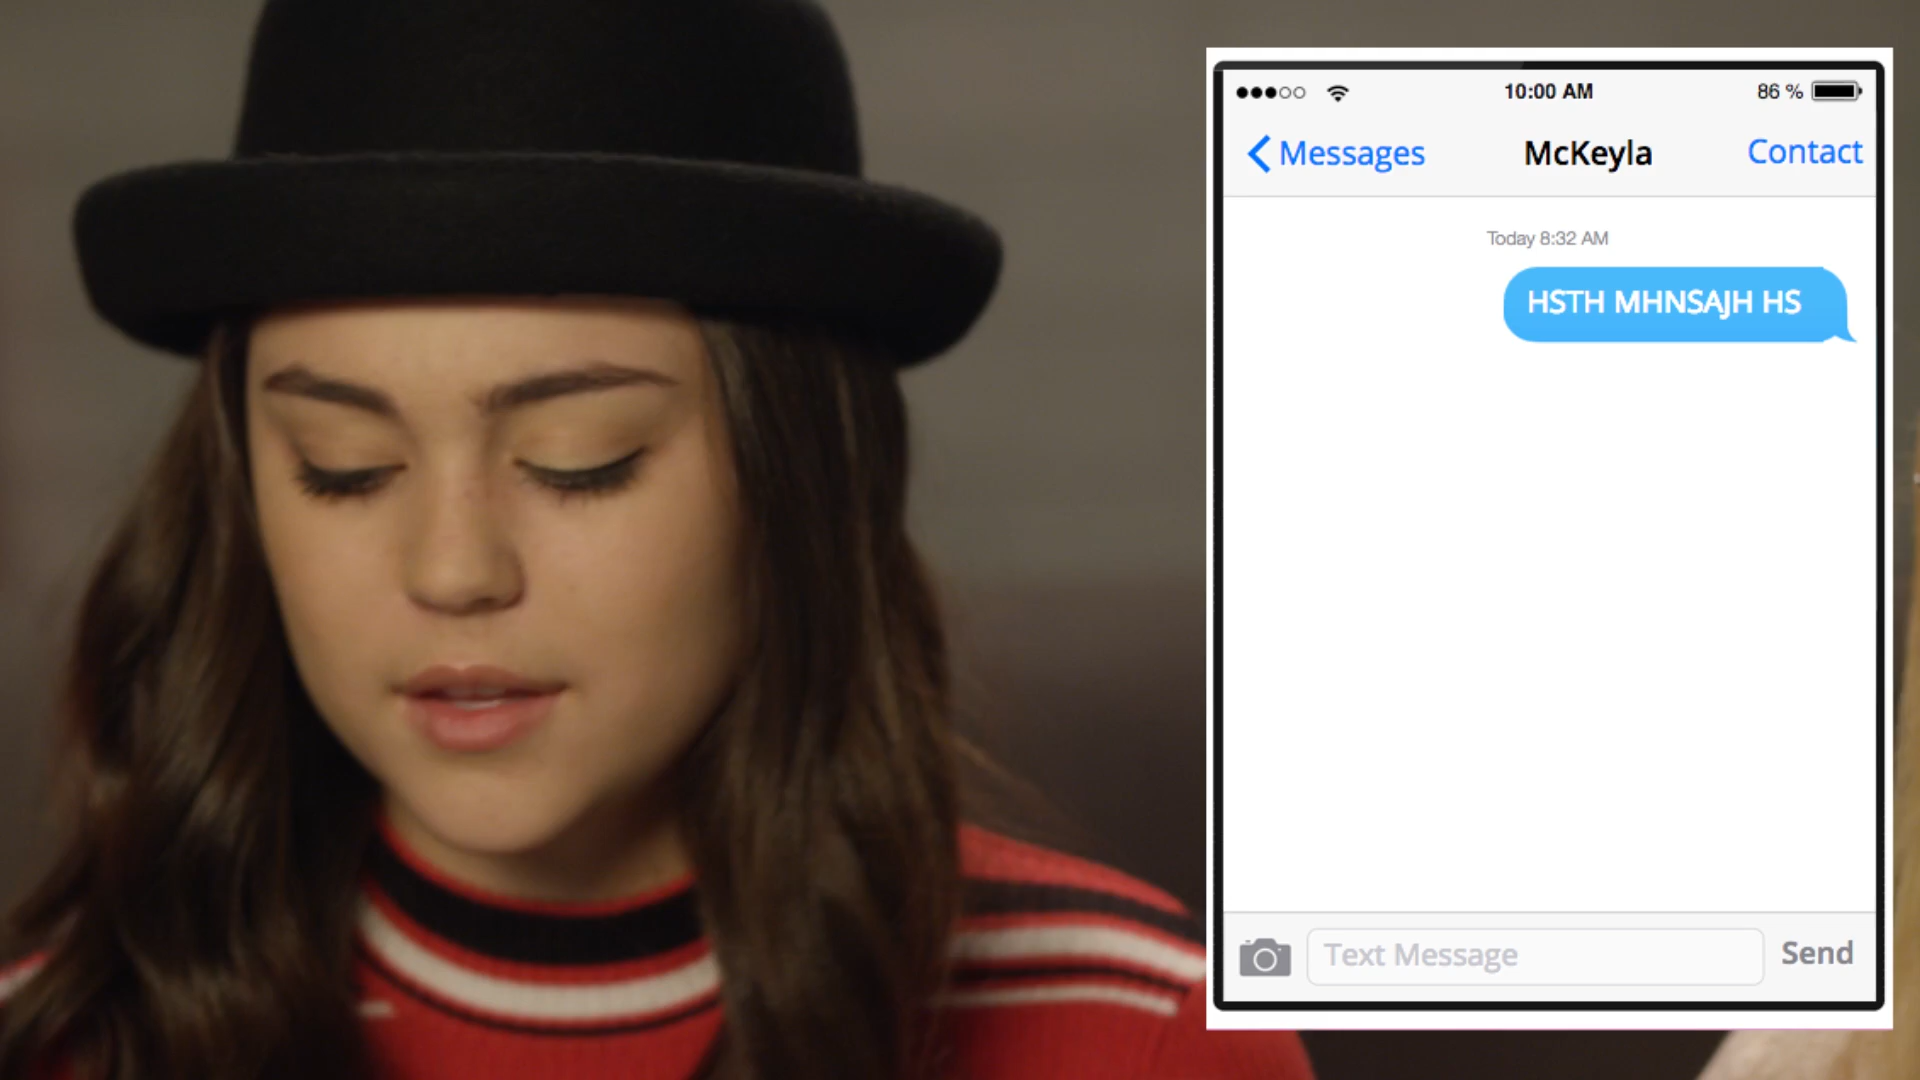 10:00 AM
86 %
Messages
McKeyla
Contact
Today 8:32 AM
HSTH MHNSAJH HS
Text Message
Send